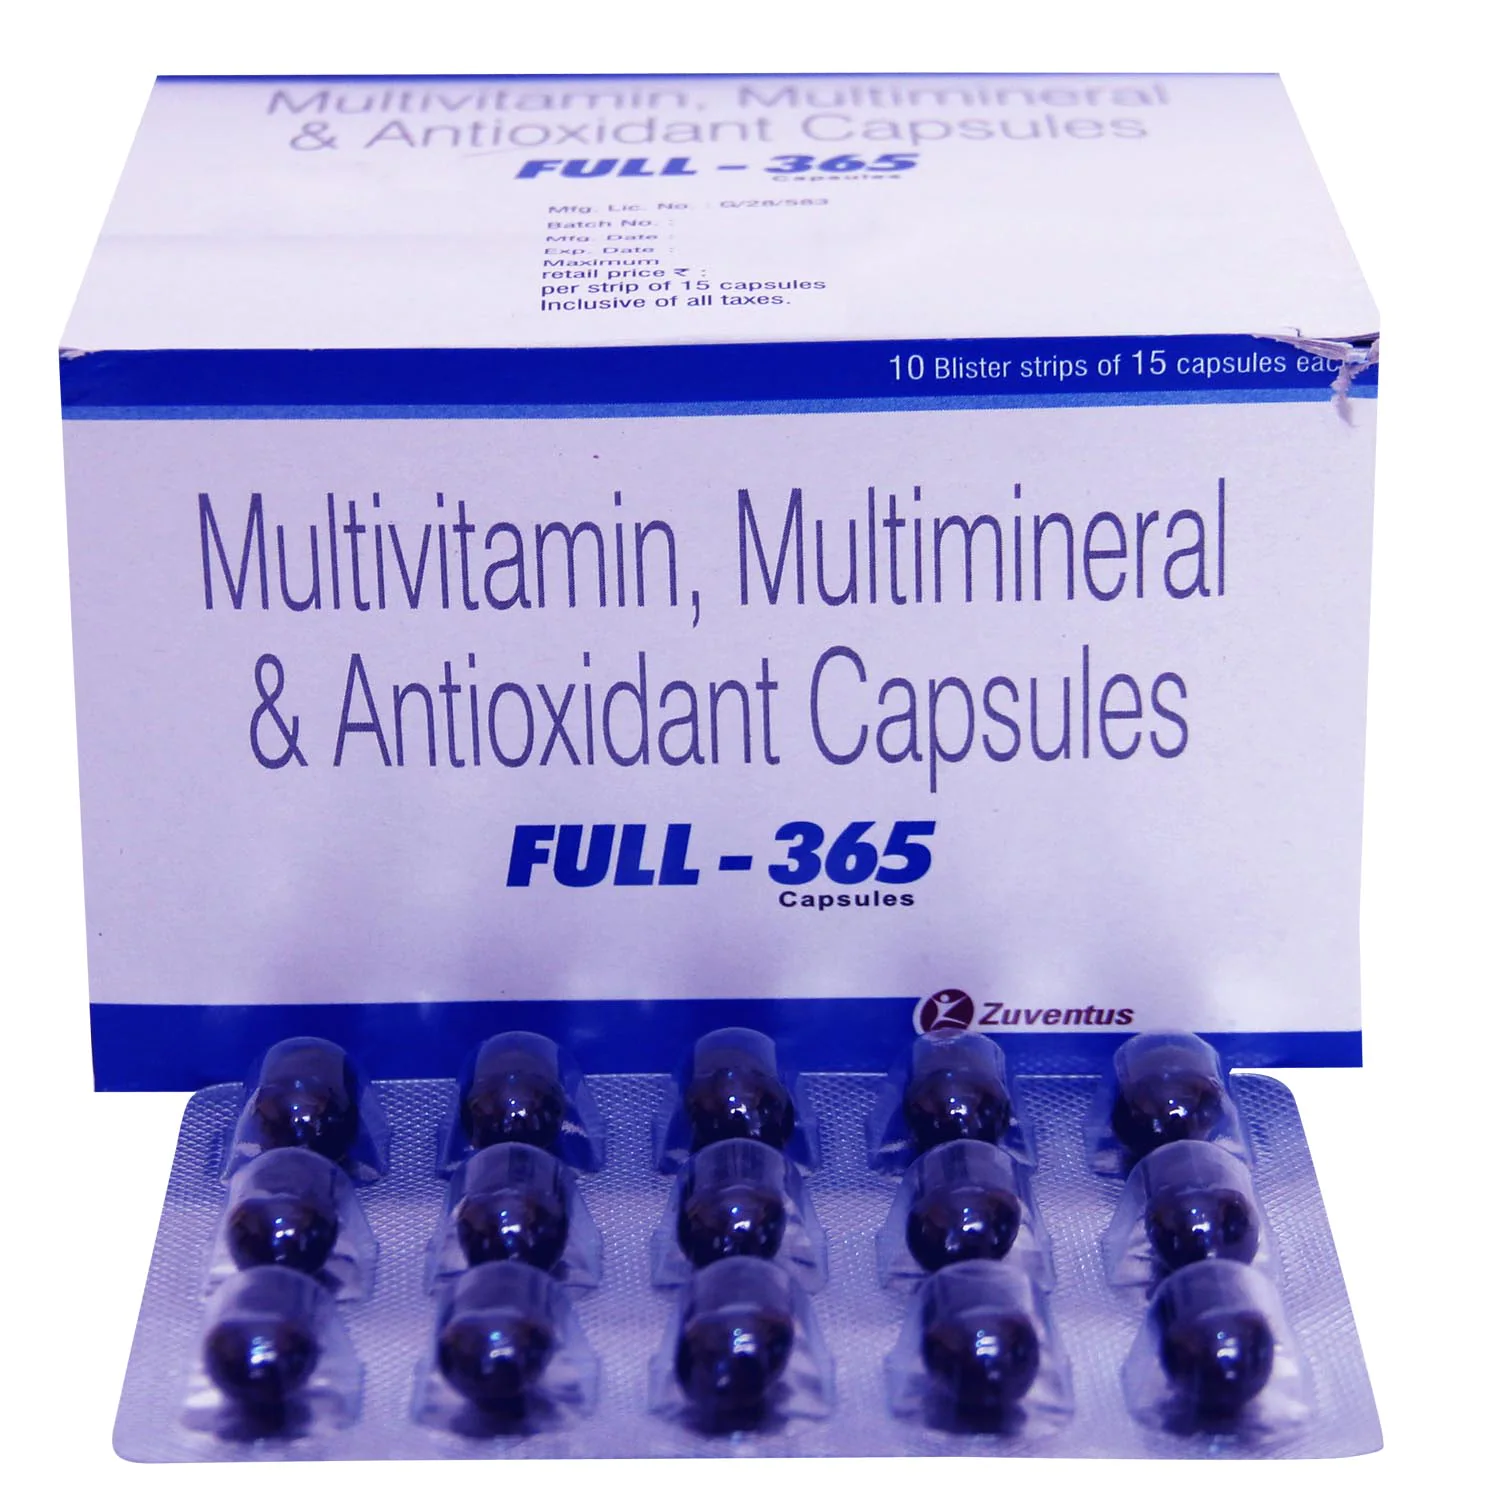 Multivitamin, Multimineral
& Antioxidant Capsules
FULL - 365
Capsules
Mfg. Lic. No. : G/28/583
Batch No. :
Mfg. Date :
Exp. Date :
Maximum
retail price ₹ :
per strip of 15 capsules
Inclusive of all taxes.
10 Blister strips of 15 capsules eac
Multivitamin, Multimineral
& Antioxidant Capsules
FULL - 365
Capsules
Zuventus